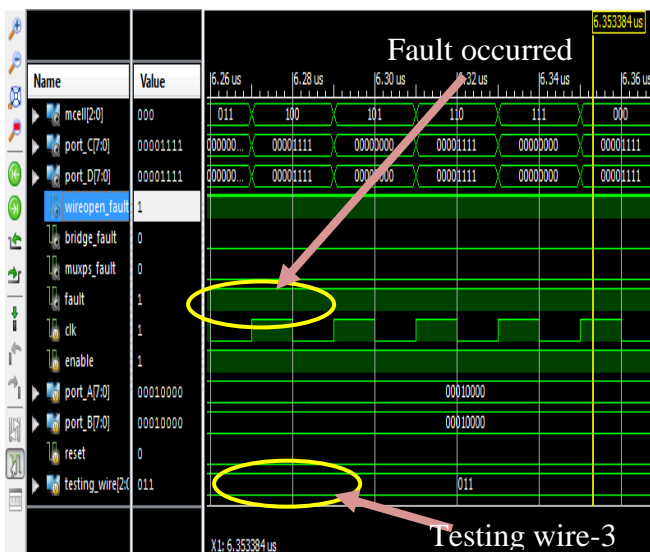 6.353384 us
Fault occurred
Name Value 6.26 us 6.28 us 6.30 us 6.32 us 6.34 us 6.36 us
mcell[2:0] 000 011 100 101 110 111 000
port_C[7:0] 00001111 000000... 00001111 00000000 00001111 00000000 00001111
port_D[7:0] 00001111 000000... 00001111 00000000 00001111 00000000 00001111
wireopen_fault 1
bridge_fault 0
muxps_fault 0
fault 1
clk 1
enable 1
port_A[7:0] 00010000 00010000
port_B[7:0] 00010000 00010000
reset 0
testing_wire[2:0 011 011
Testing wire-3
X1: 6.353384 us